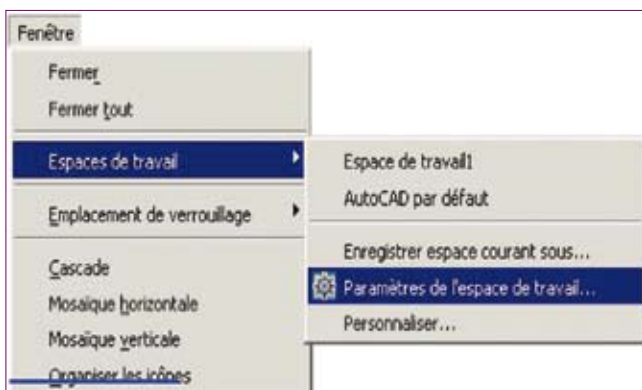 Fenêtre
Fermer
Fermer tout
Espaces de travail
Emplacement de verrouillage
Cascade
Mosaïque horizontale
Mosaïque verticale
Organiser les icônes
Espace de travail1
AutoCAD par défaut
Enregistrer espace courant sous...
Paramètres de l'espace de travail...
Personnaliser...